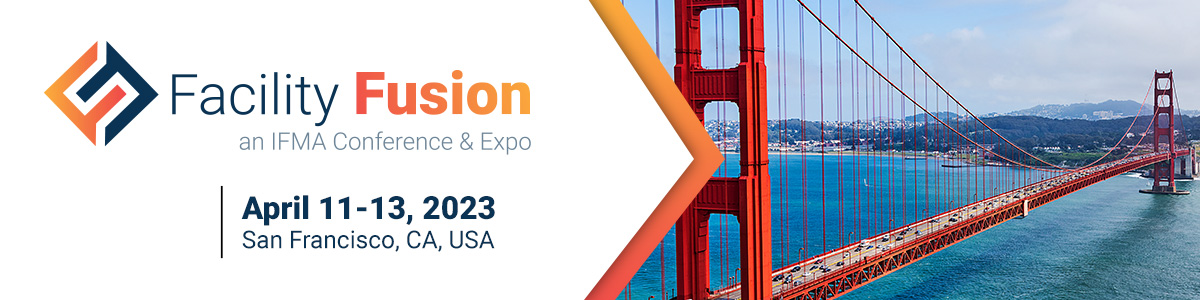 Facility Fusion
an IFMA Conference & Expo
April 11-13, 2023
San Francisco, CA, USA